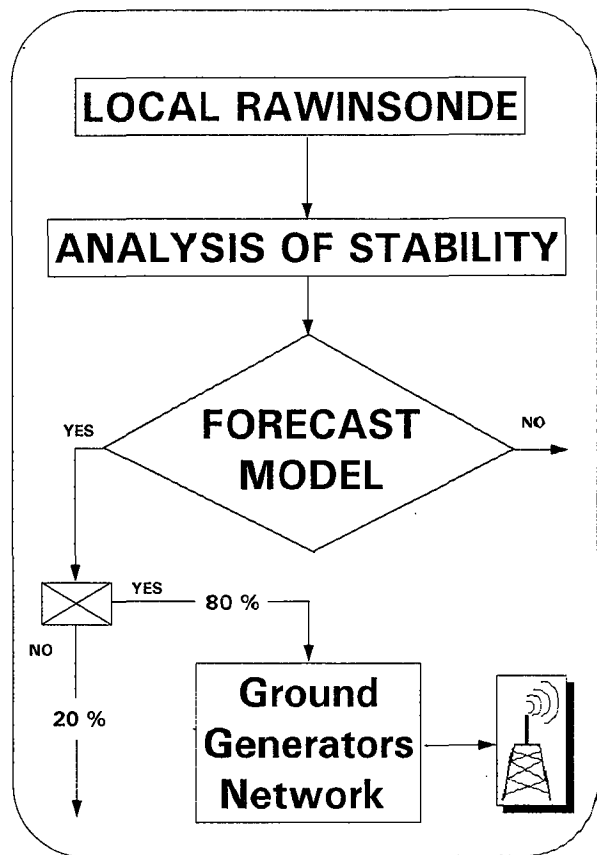 LOCAL RAWINSONDE
ANALYSIS OF STABILITY
FORECAST
MODEL
YES
NO
YES
80 %
NO
20 %
Ground
Generators
Network